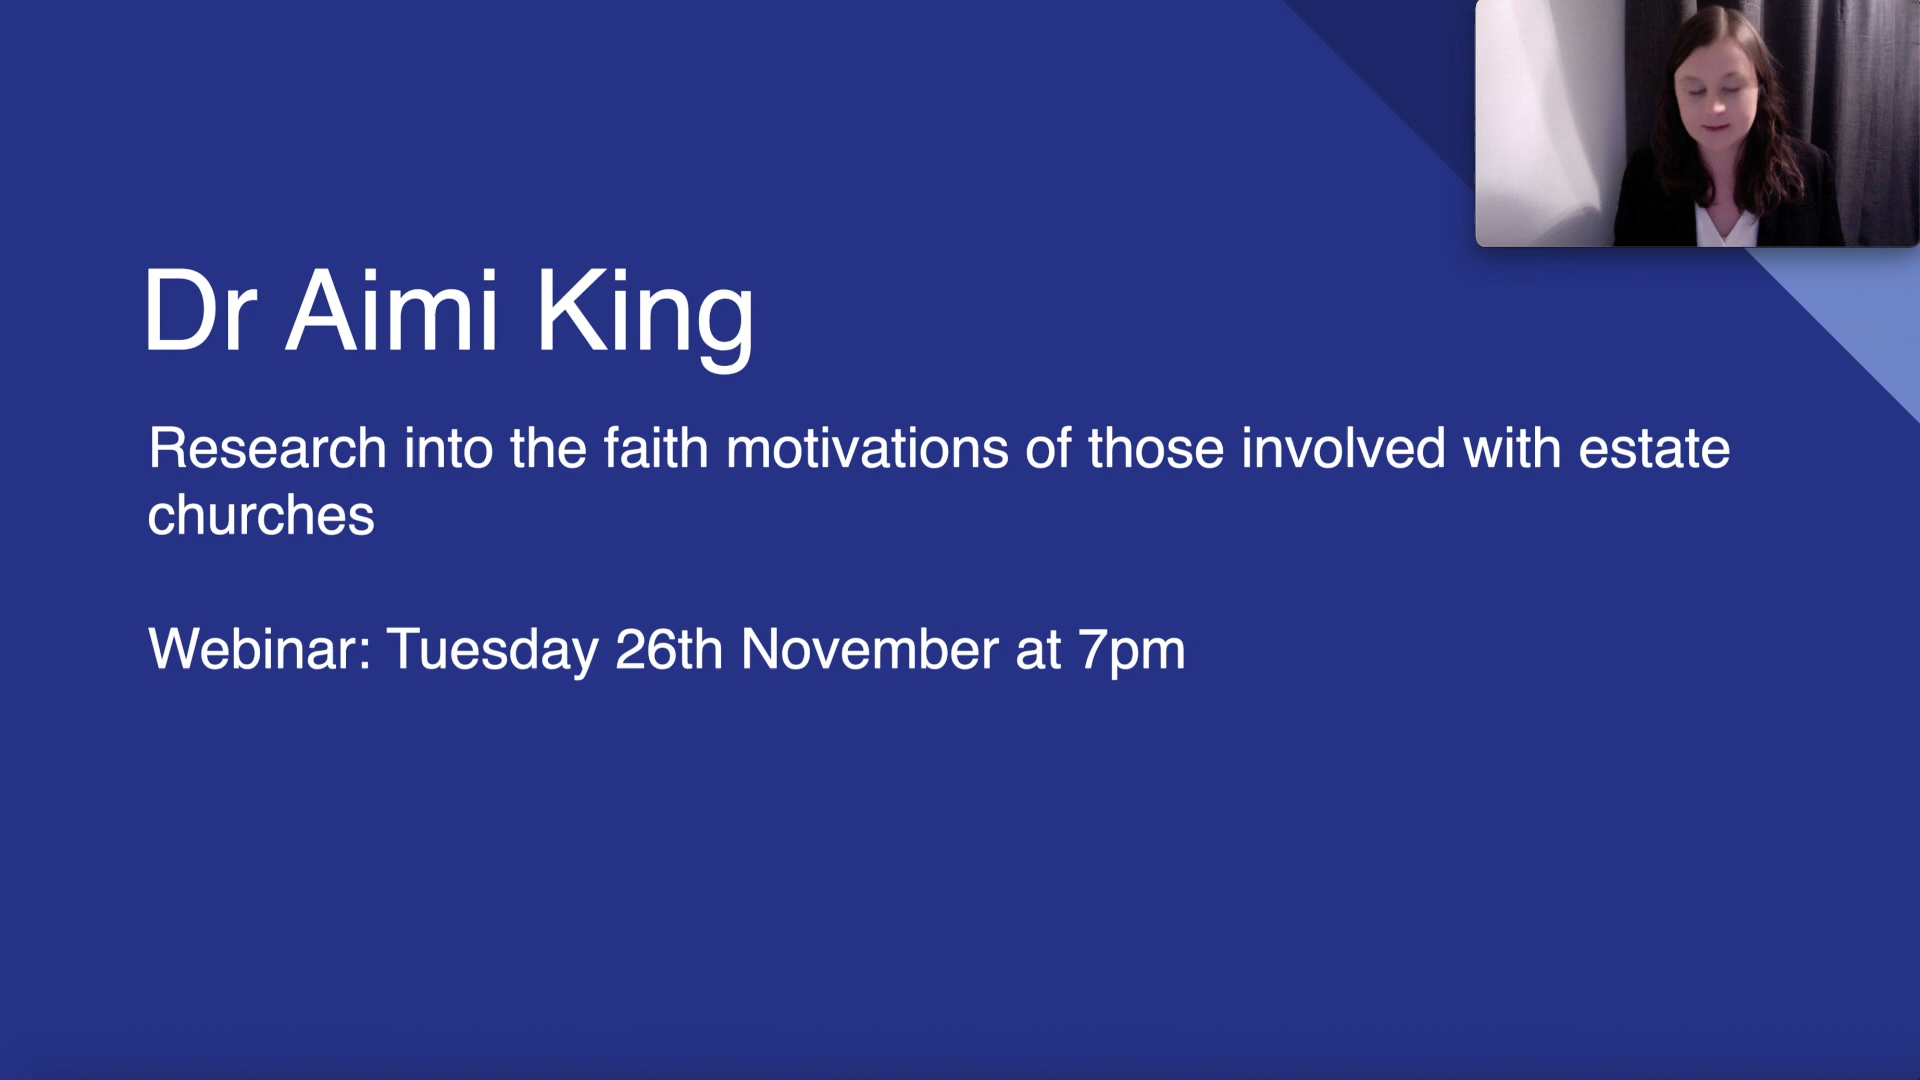 Dr Aimi King
Research into the faith motivations of those involved with estate
churches
Webinar: Tuesday 26th November at 7pm